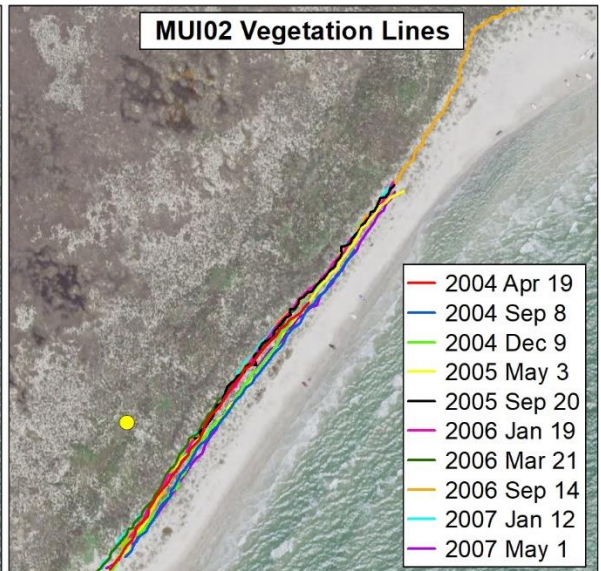 MUI02 Vegetation Lines
2004 Apr 19
2004 Sep 8
2004 Dec 9
2005 May 3
2005 Sep 20
2006 Jan 19
2006 Mar 21
2006 Sep 14
2007 Jan 12
2007 May 1